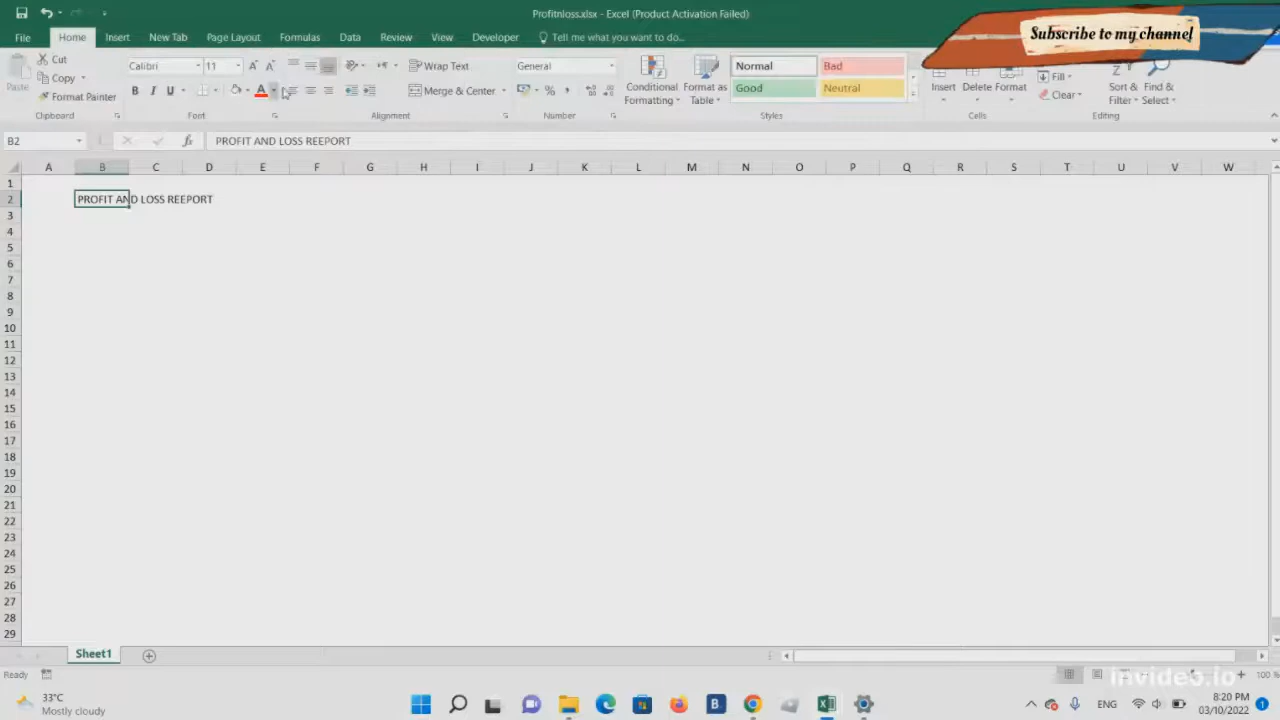 Profitnloss.xlsx - Excel (Product Activation Failed)
Subscribe to my channel
File Home Insert New Tab Page Layout Formulas Data Review View Developer Tell me what you want to do...
Cut
Copy
Format Painter
Paste
Clipboard
Calibri 11
B I U
Font
Wrap Text
Merge & Center
Alignment
General
Number
Conditional Formatting
Format as Table
Normal Bad
Good Neutral
Styles
Insert Delete Format
Cells
Fill
Clear
Sort & Filter
Find & Select
Editing
B2 fx PROFIT AND LOSS REEPORT
A B C D E F G H I J K L M N O P Q R S T U V W
1
2 PROFIT AND LOSS REEPORT
3
4
5
6
7
8
9
10
11
12
13
14
15
16
17
18
19
20
21
22
23
24
25
26
27
28
29
Sheet1
Ready
100%
invideo.io
33°C
Mostly cloudy
ENG
8:20 PM
03/10/2022